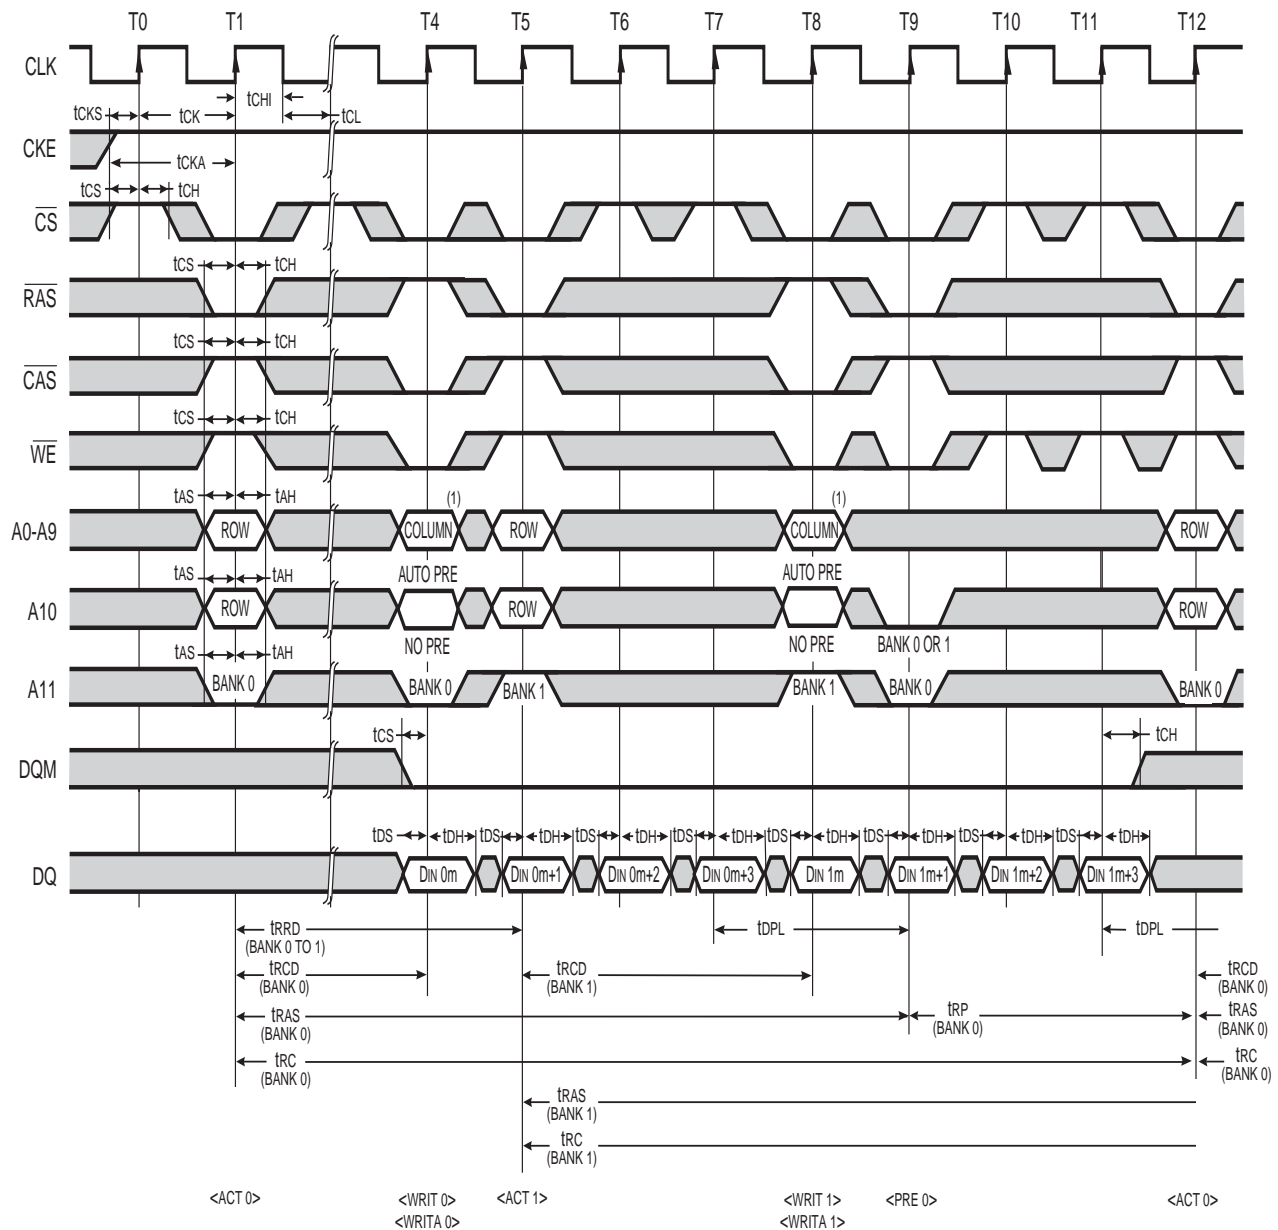 T0 T1 T4 T5 T6 T7 T8 T9 T10 T11 T12
CLK
tCHI
tCKS tCK tCL
CKE
tCKA
tCS tCH
CS
tCS tCH
RAS
tCS tCH
CAS
tCS tCH
WE
tAS tAH (1) (1)
A0-A9 ROW COLUMN ROW COLUMN ROW
tAS tAH AUTO PRE AUTO PRE
A10 ROW ROW ROW
tAS tAH NO PRE NO PRE BANK 0 OR 1
A11 BANK 0 BANK 0 BANK 1 BANK 1 BANK 0 BANK 0
tCS tCH
DQM
tDS tDH tDS tDH tDS tDH tDS tDH tDS tDH tDS tDH tDS tDH tDS tDH
DQ DIN 0m DIN 0m+1 DIN 0m+2 DIN 0m+3 DIN 1m DIN 1m+1 DIN 1m+2 DIN 1m+3
tRRD tDPL tDPL
(BANK 0 TO 1)
tRCD tRCD tRCD
(BANK 0) (BANK 1) (BANK 0)
tRAS tRP tRAS
(BANK 0) (BANK 0) (BANK 0)
tRC tRC
(BANK 0) (BANK 0)
tRAS
(BANK 1)
tRC
(BANK 1)
<ACT 0> <WRIT 0> <ACT 1> <WRIT 1> <PRE 0> <ACT 0>
<WRITA 0> <WRITA 1>